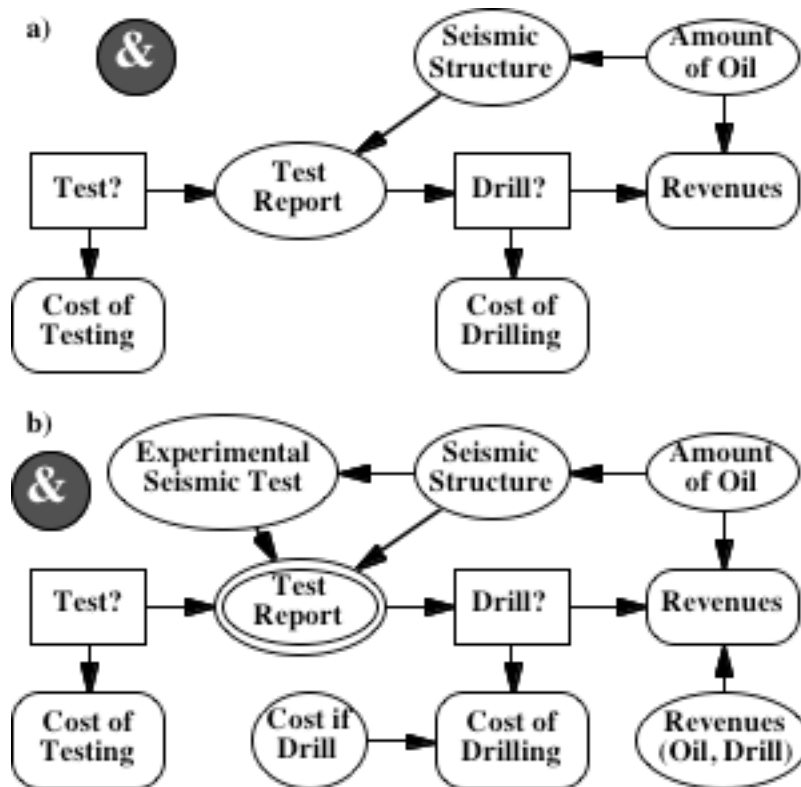 a)
&
Seismic
Structure
Amount
of Oil
Test?
Test
Report
Drill?
Revenues
Cost of
Testing
Cost of
Drilling
b)
&
Experimental
Seismic Test
Seismic
Structure
Amount
of Oil
Test?
Test
Report
Drill?
Revenues
Cost of
Testing
Cost if
Drill
Cost of
Drilling
Revenues
(Oil, Drill)